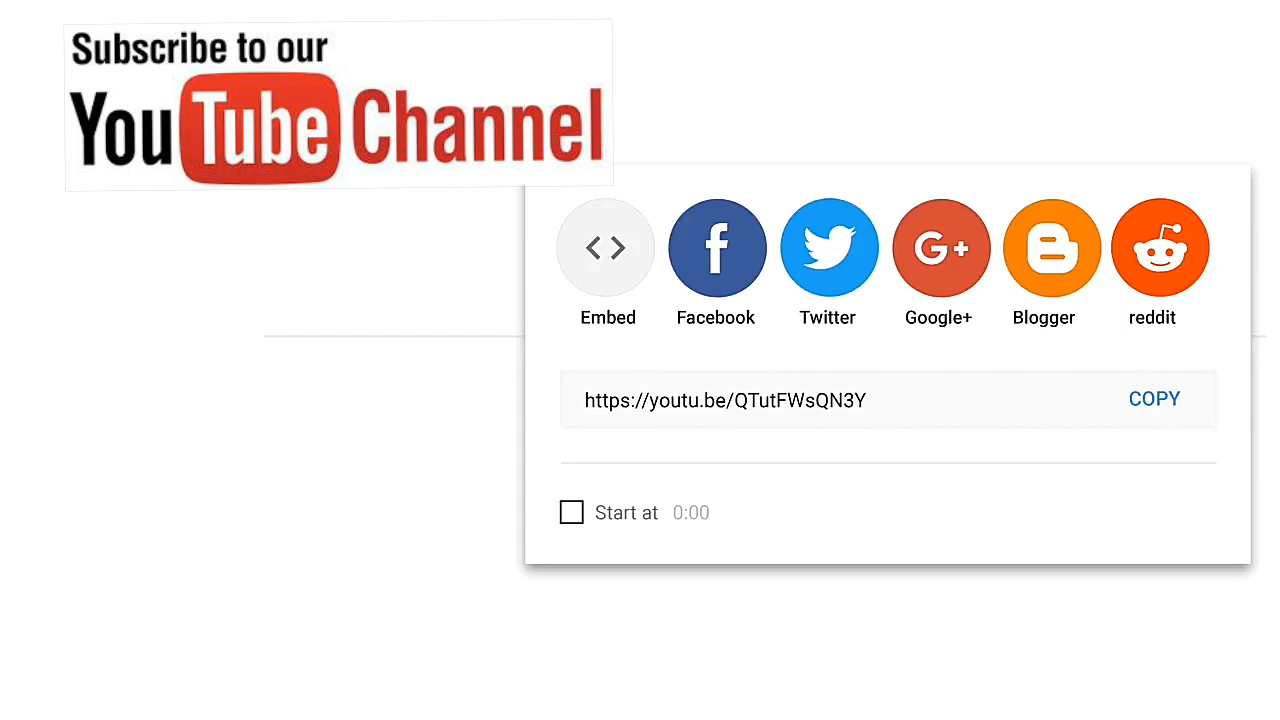 Subscribe to our
YouTube Channel
Embed Facebook Twitter Google+ Blogger reddit
https://youtu.be/QTutFWsQN3Y COPY
Start at 0:00